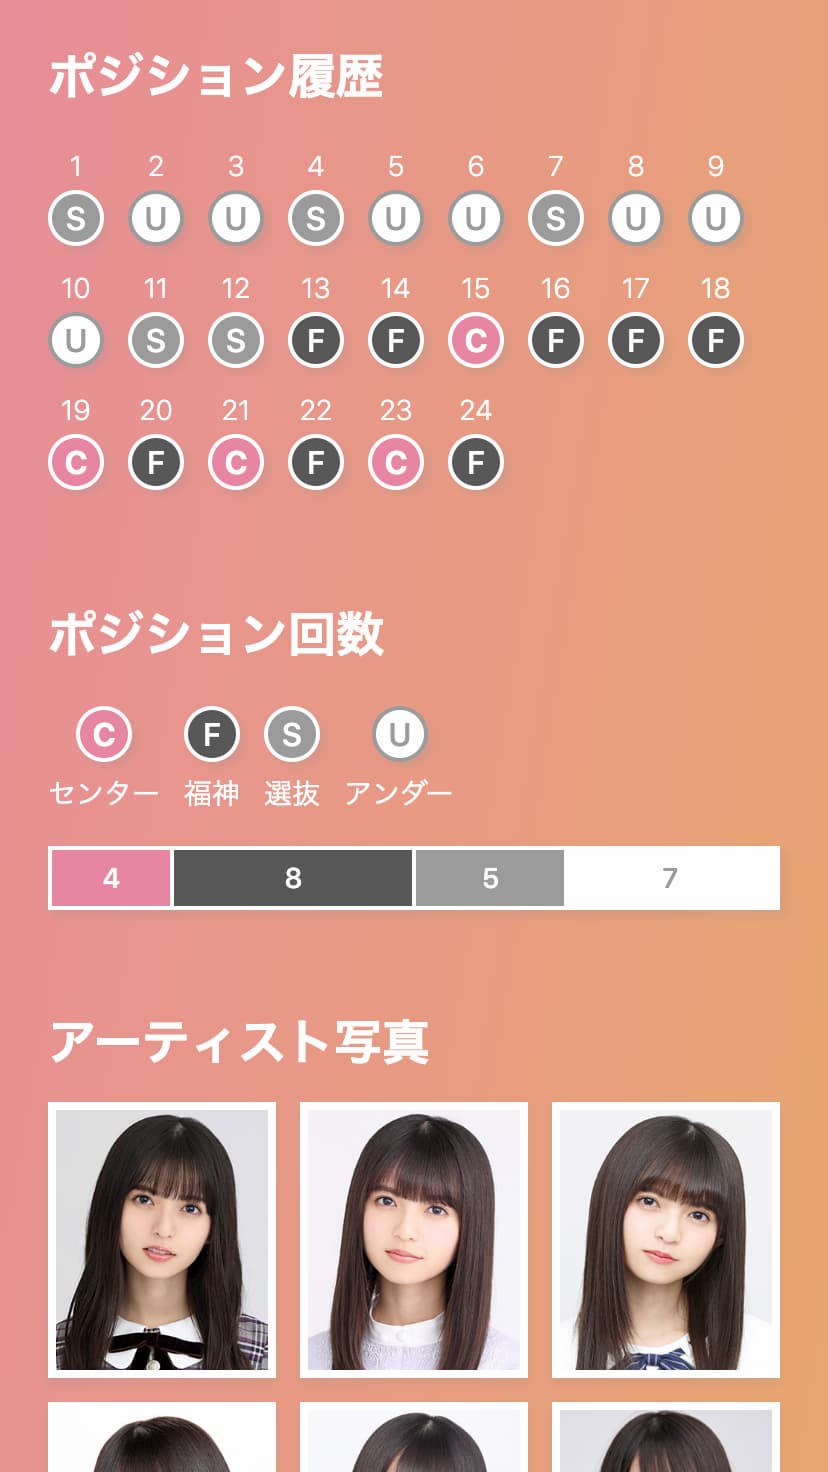 ポジション履歴
1 2 3 4 5 6 7 8 9
S U U S U U S U U
10 11 12 13 14 15 16 17 18
U S S F F C F F F
19 20 21 22 23 24
C F C F C F
ポジション回数
C F S U
センター 福神 選抜 アンダー
4 8 5 7
アーティスト写真